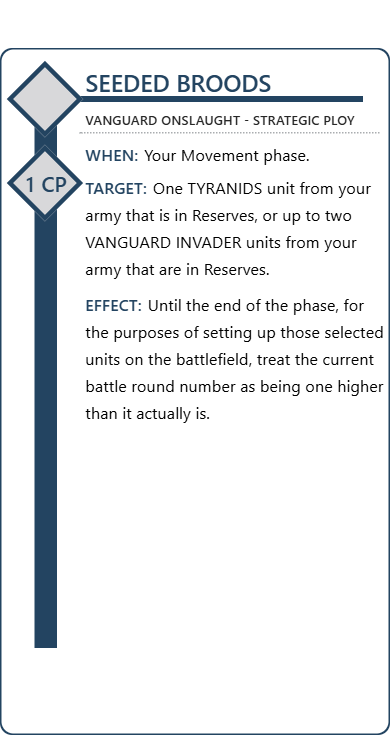 SEEDED BROODS
VANGUARD ONSLAUGHT - STRATEGIC PLOY
WHEN: Your Movement phase.
1 CP
TARGET: One TYRANIDS unit from your
army that is in Reserves, or up to two
VANGUARD INVADER units from your
army that are in Reserves.
EFFECT: Until the end of the phase, for
the purposes of setting up those selected
units on the battlefield, treat the current
battle round number as being one higher
than it actually is.